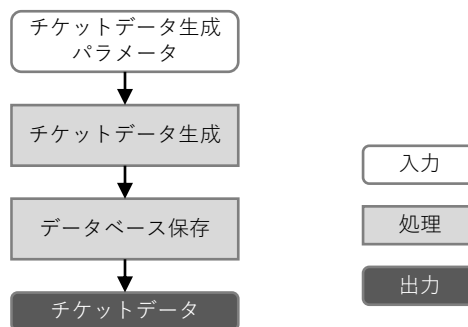 チケットデータ生成
パラメータ
チケットデータ生成
データベース保存
チケットデータ
入力
処理
出力